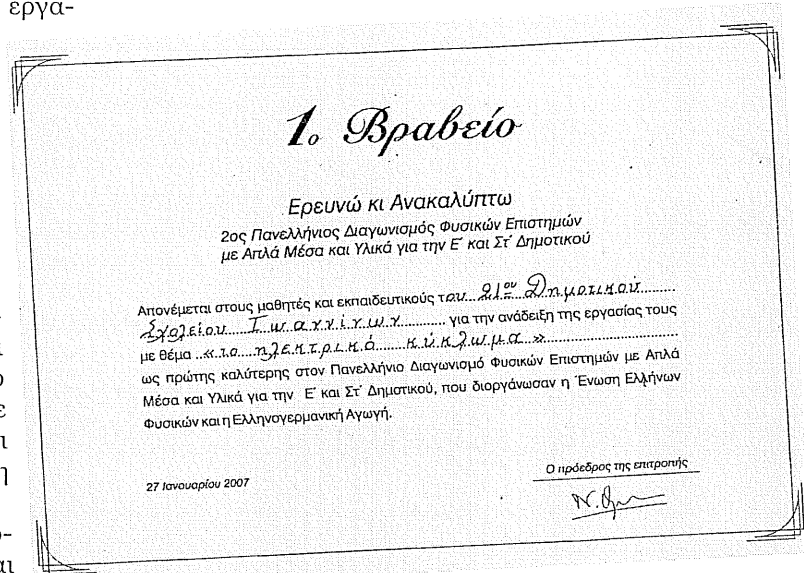 εργα-
ι
ο
ε
ι
η
ο-
αι
1ο Βραβείο
Ερευνώ κι Ανακαλύπτω
2ος Πανελλήνιος Διαγωνισμός Φυσικών Επιστημών
με Απλά Μέσα και Υλικά για την Ε΄ και Στ΄ Δημοτικού
Απονέμεται στους μαθητές και εκπαιδευτικούς του 21ου Δημοτικού
Σχολείου Ιωαννίνων για την ανάδειξη της εργασίας τους
με θέμα «το ηλεκτρικό κύκλωμα»
ως πρώτης καλύτερης στον Πανελλήνιο Διαγωνισμό Φυσικών Επιστημών με Απλά
Μέσα και Υλικά για την Ε΄ και Στ΄ Δημοτικού, που διοργάνωσαν η Ένωση Ελλήνων
Φυσικών και η Ελληνογερμανική Αγωγή.
27 Ιανουαρίου 2007
Ο πρόεδρος της επιτροπής